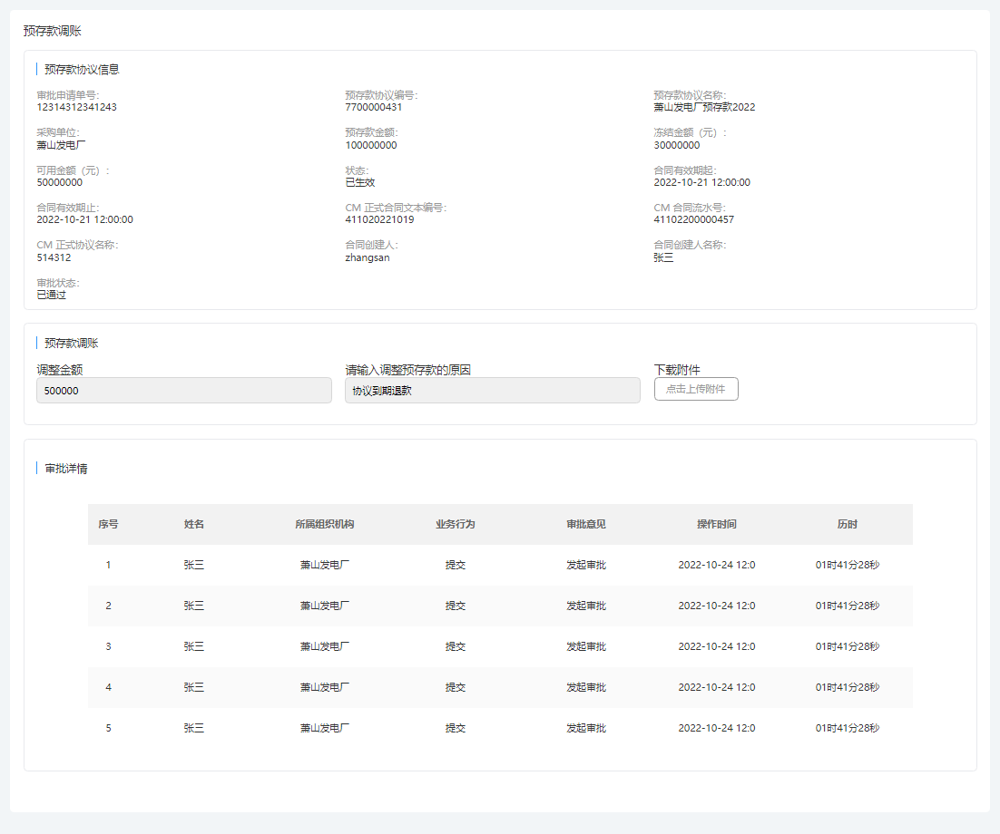 预存款调账
预存款协议信息
审批申请单号: 预存款协议编号: 预存款协议名称:
12314312341243 7700000431 萧山发电厂预存款2022
采购单位: 预存款金额: 冻结金额（元）:
萧山发电厂 100000000 30000000
可用金额（元）: 状态: 合同有效期起:
50000000 已生效 2022-10-21 12:00:00
合同有效期止: CM 正式合同文本编号: CM 合同流水号:
2022-10-21 12:00:00 411020221019 41102200000457
CM 正式协议名称: 合同创建人: 合同创建人名称:
514312 zhangsan 张三
审批状态:
已通过
预存款调账
调整金额 请输入调整预存款的原因 下载附件
500000 协议到期退款 点击上传附件
审批详情
序号 姓名 所属组织机构 业务行为 审批意见 操作时间 历时
1 张三 萧山发电厂 提交 发起审批 2022-10-24 12:0 01时41分28秒
2 张三 萧山发电厂 提交 发起审批 2022-10-24 12:0 01时41分28秒
3 张三 萧山发电厂 提交 发起审批 2022-10-24 12:0 01时41分28秒
4 张三 萧山发电厂 提交 发起审批 2022-10-24 12:0 01时41分28秒
5 张三 萧山发电厂 提交 发起审批 2022-10-24 12:0 01时41分28秒